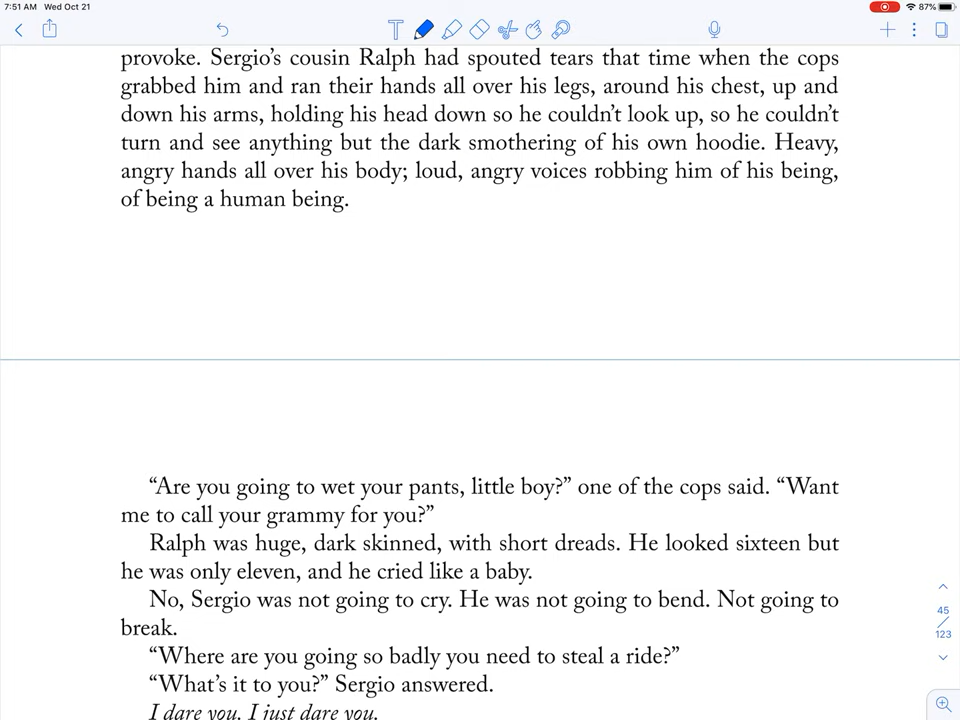 7:51 AM Wed Oct 21
87%
provoke. Sergio’s cousin Ralph had spouted tears that time when the cops
grabbed him and ran their hands all over his legs, around his chest, up and
down his arms, holding his head down so he couldn’t look up, so he couldn’t
turn and see anything but the dark smothering of his own hoodie. Heavy,
angry hands all over his body; loud, angry voices robbing him of his being,
of being a human being.
“Are you going to wet your pants, little boy?” one of the cops said. “Want
me to call your grammy for you?”
Ralph was huge, dark skinned, with short dreads. He looked sixteen but
he was only eleven, and he cried like a baby.
No, Sergio was not going to cry. He was not going to bend. Not going to
break.
“Where are you going so badly you need to steal a ride?”
“What’s it to you?” Sergio answered.
I dare you. I just dare you.
45
123